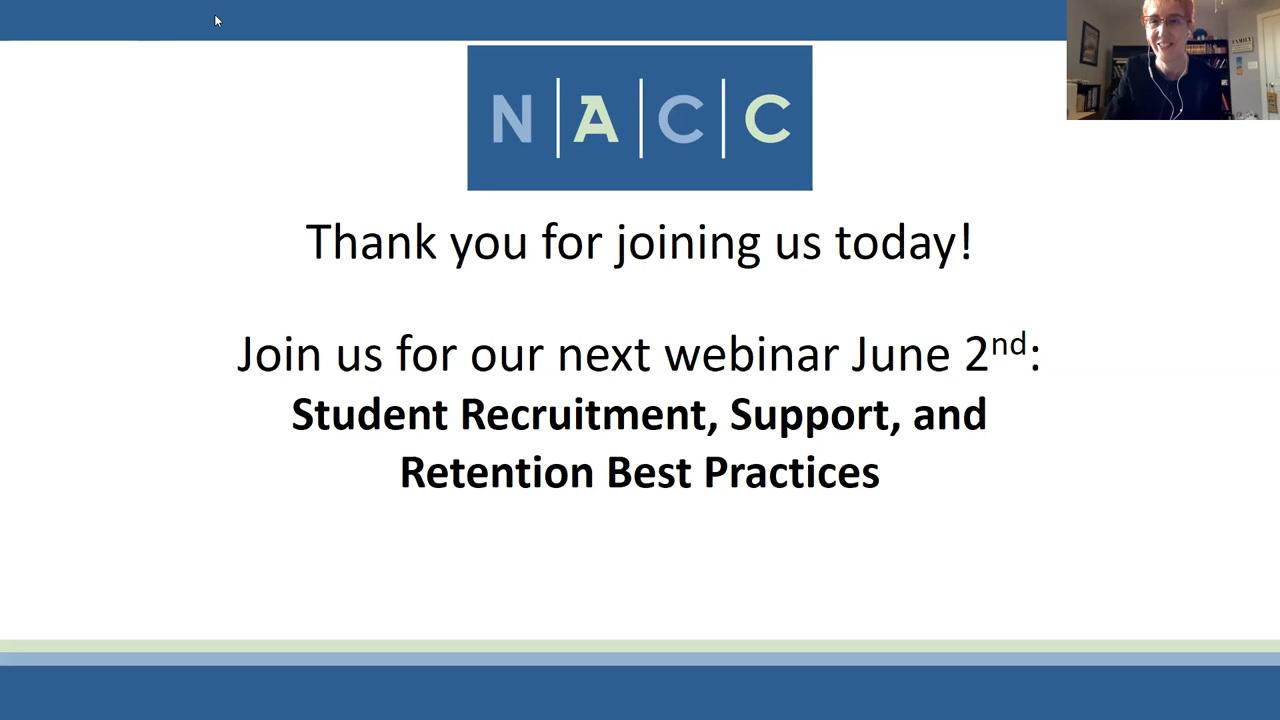 N|A|C|C
Thank you for joining us today!
Join us for our next webinar June 2nd:
Student Recruitment, Support, and
Retention Best Practices
FAMILY